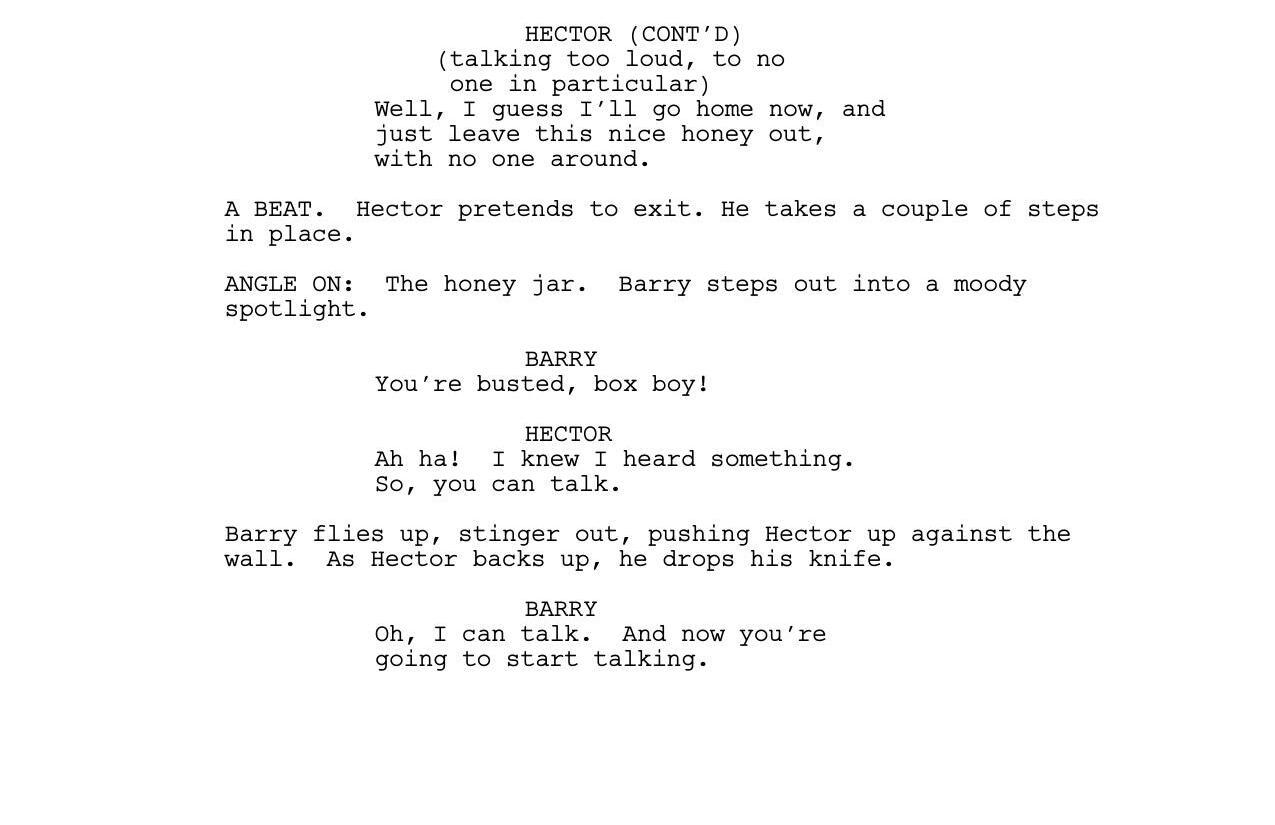 HECTOR (CONT’D)
(talking too loud, to no
one in particular)
Well, I guess I’ll go home now, and
just leave this nice honey out,
with no one around.
A BEAT.  Hector pretends to exit. He takes a couple of steps
in place.
ANGLE ON:  The honey jar.  Barry steps out into a moody
spotlight.
BARRY
You’re busted, box boy!
HECTOR
Ah ha!  I knew I heard something.
So, you can talk.
Barry flies up, stinger out, pushing Hector up against the
wall.  As Hector backs up, he drops his knife.
BARRY
Oh, I can talk.  And now you’re
going to start talking.